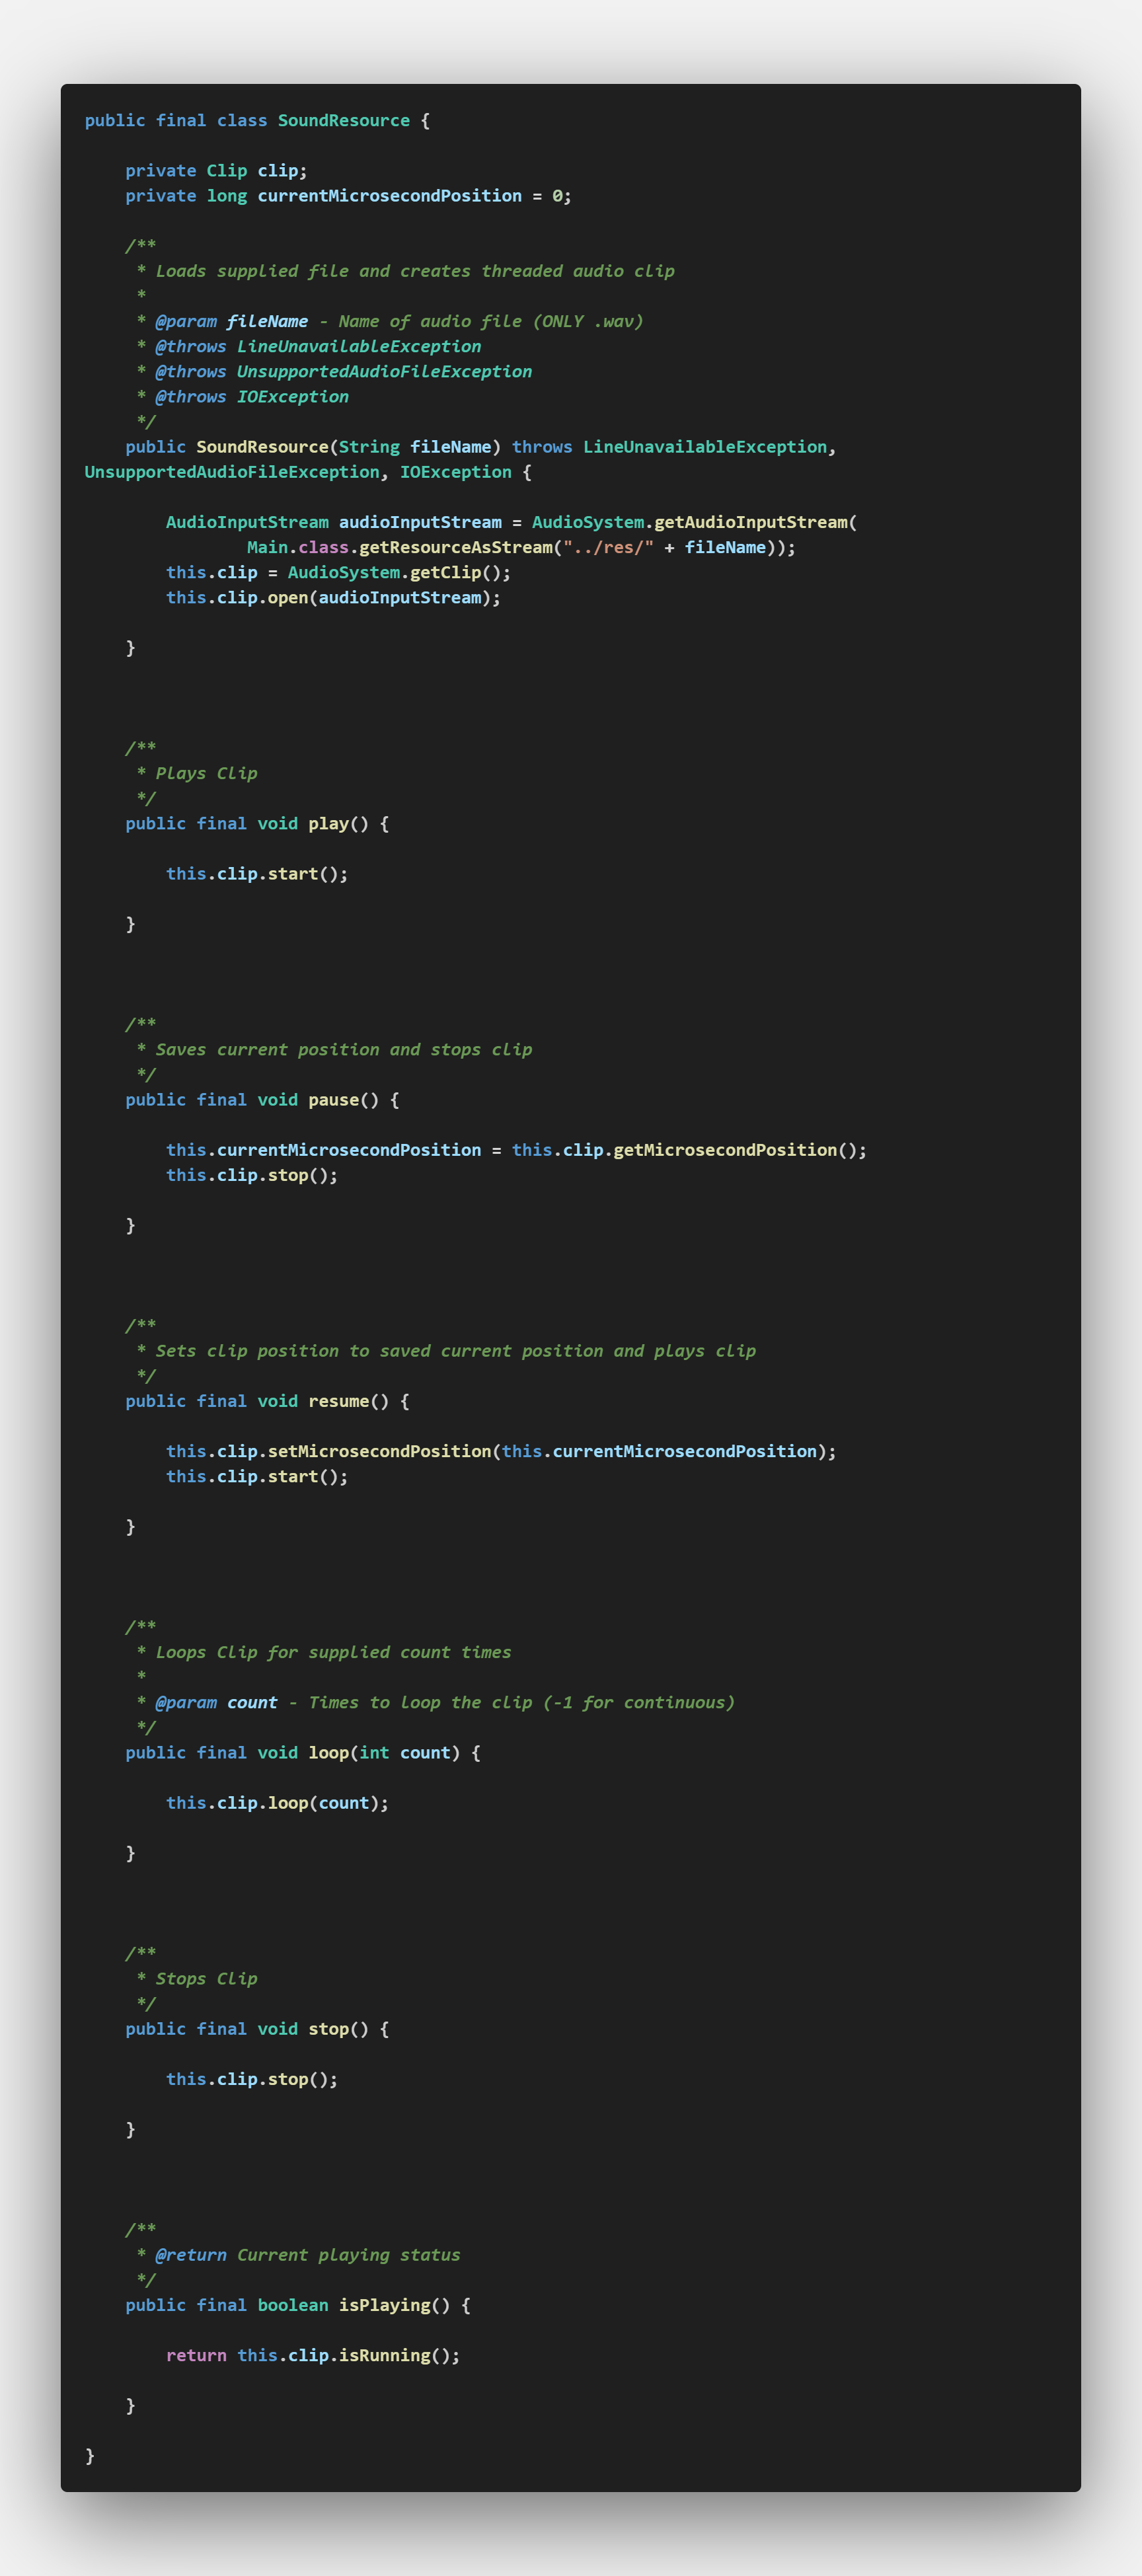 public final class SoundResource {
    private Clip clip;
    private long currentMicrosecondPosition = 0;
    /**
     * Loads supplied file and creates threaded audio clip
     *
     * @param fileName - Name of audio file (ONLY .wav)
     * @throws LineUnavailableException
     * @throws UnsupportedAudioFileException
     * @throws IOException
     */
    public SoundResource(String fileName) throws LineUnavailableException,
UnsupportedAudioFileException, IOException {
        AudioInputStream audioInputStream = AudioSystem.getAudioInputStream(
                Main.class.getResourceAsStream("../res/" + fileName));
        this.clip = AudioSystem.getClip();
        this.clip.open(audioInputStream);
    }
    /**
     * Plays Clip
     */
    public final void play() {
        this.clip.start();
    }
    /**
     * Saves current position and stops clip
     */
    public final void pause() {
        this.currentMicrosecondPosition = this.clip.getMicrosecondPosition();
        this.clip.stop();
    }
    /**
     * Sets clip position to saved current position and plays clip
     */
    public final void resume() {
        this.clip.setMicrosecondPosition(this.currentMicrosecondPosition);
        this.clip.start();
    }
    /**
     * Loops Clip for supplied count times
     *
     * @param count - Times to loop the clip (-1 for continuous)
     */
    public final void loop(int count) {
        this.clip.loop(count);
    }
    /**
     * Stops Clip
     */
    public final void stop() {
        this.clip.stop();
    }
    /**
     * @return Current playing status
     */
    public final boolean isPlaying() {
        return this.clip.isRunning();
    }
}